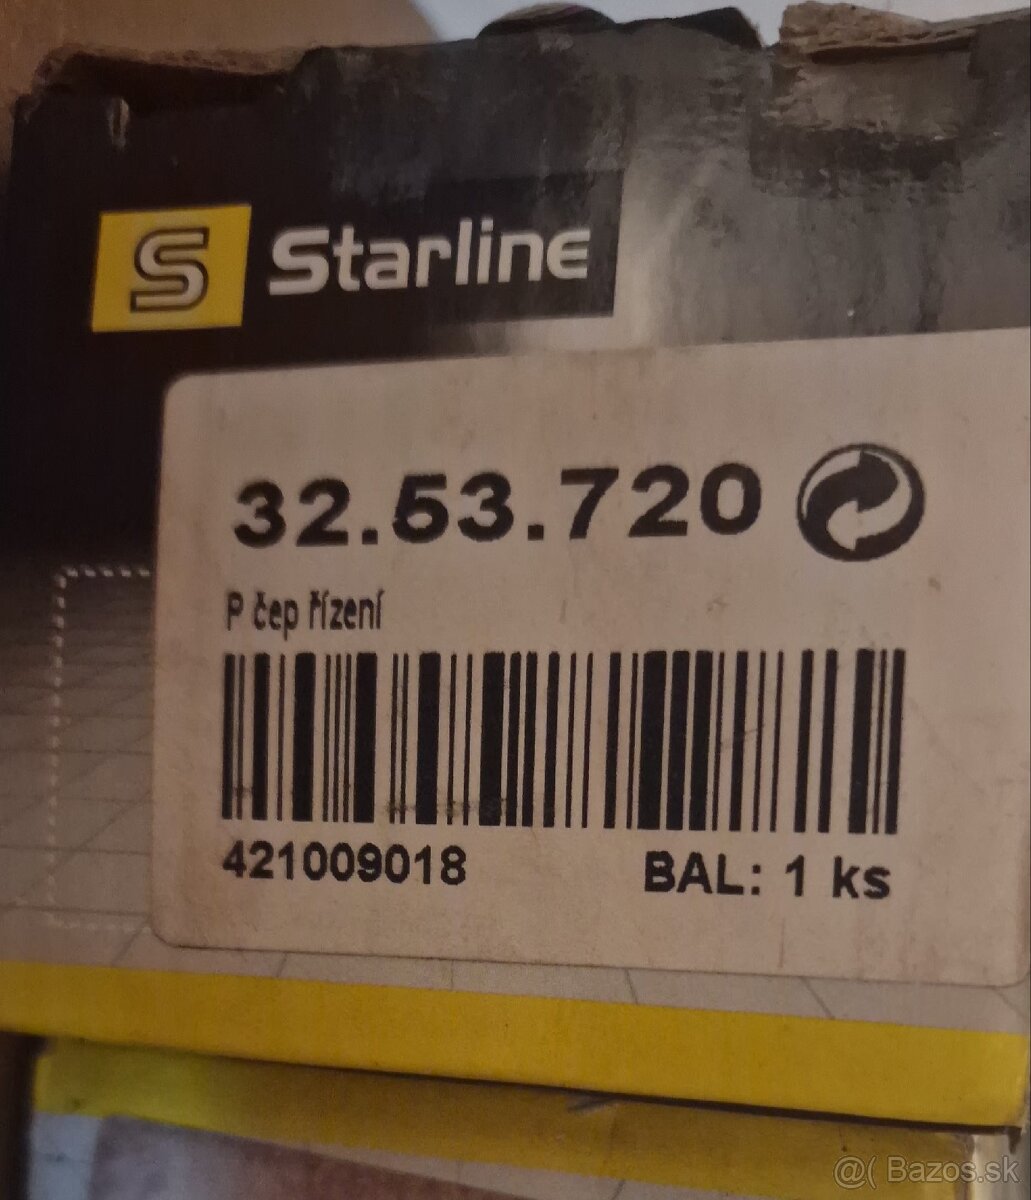 S Starline
32.53.720
P čep řízení
421009018 BAL: 1 ks
@( Bazos.sk